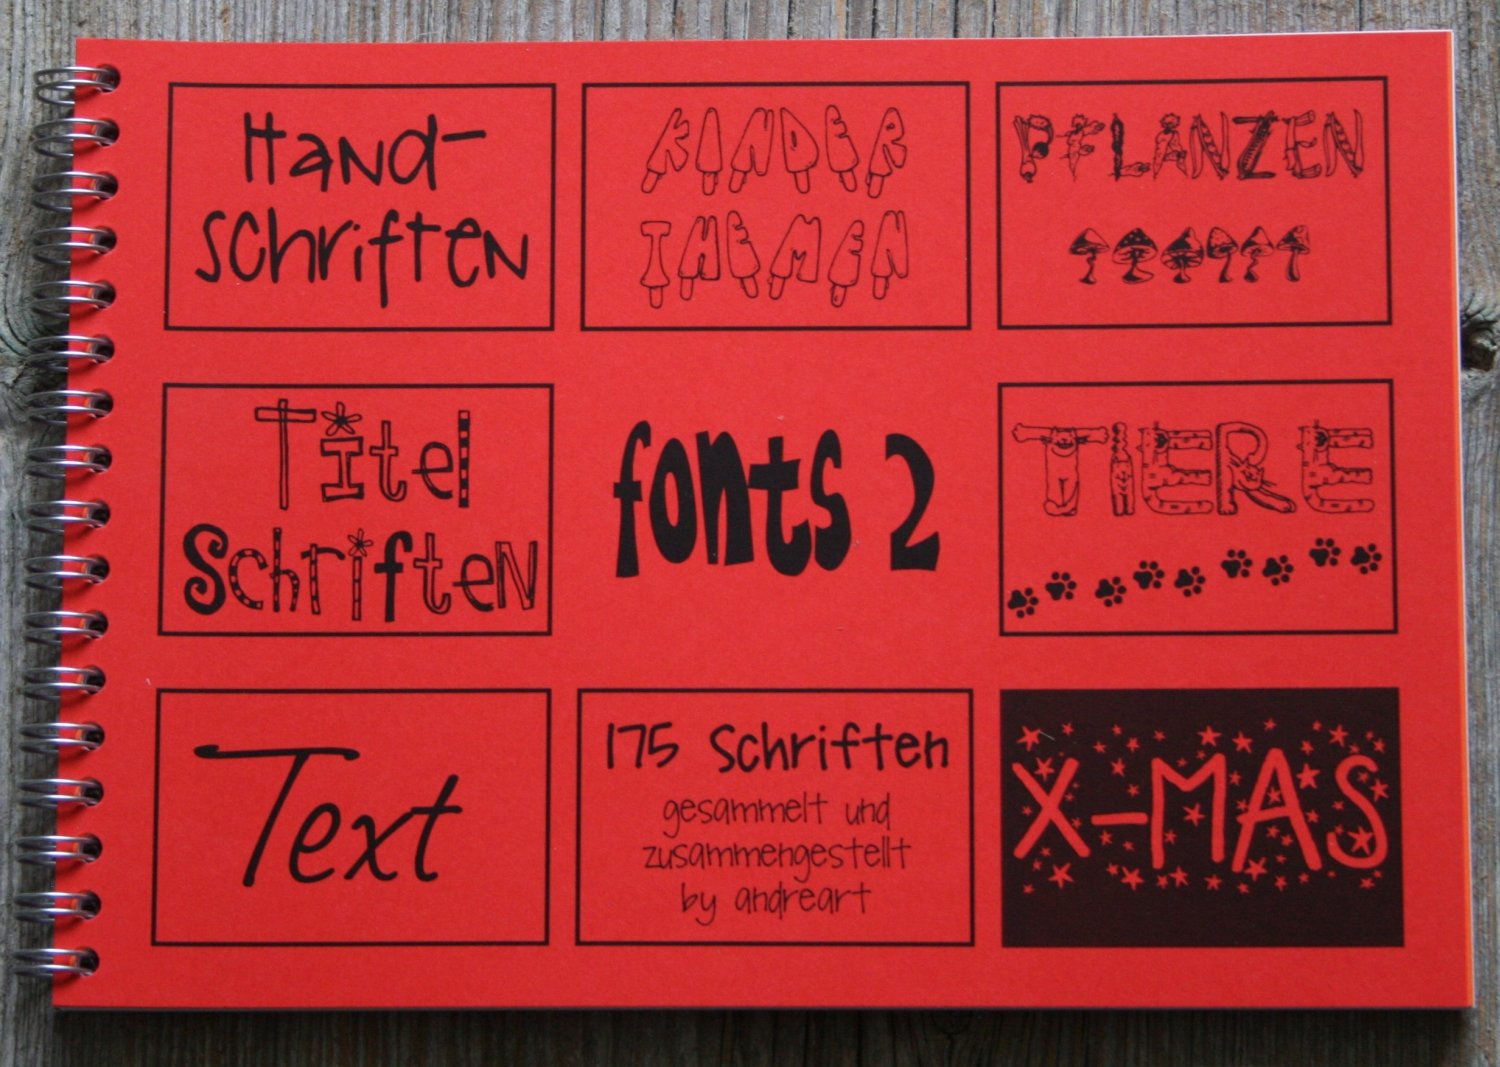 Hand-
schriften
KINDER
THEMEN
PFLANZEN
Titel
Schriften
fonts 2
TIERE
Text
175 Schriften
gesammelt und
zusammengestellt
by andreart
X-MAS